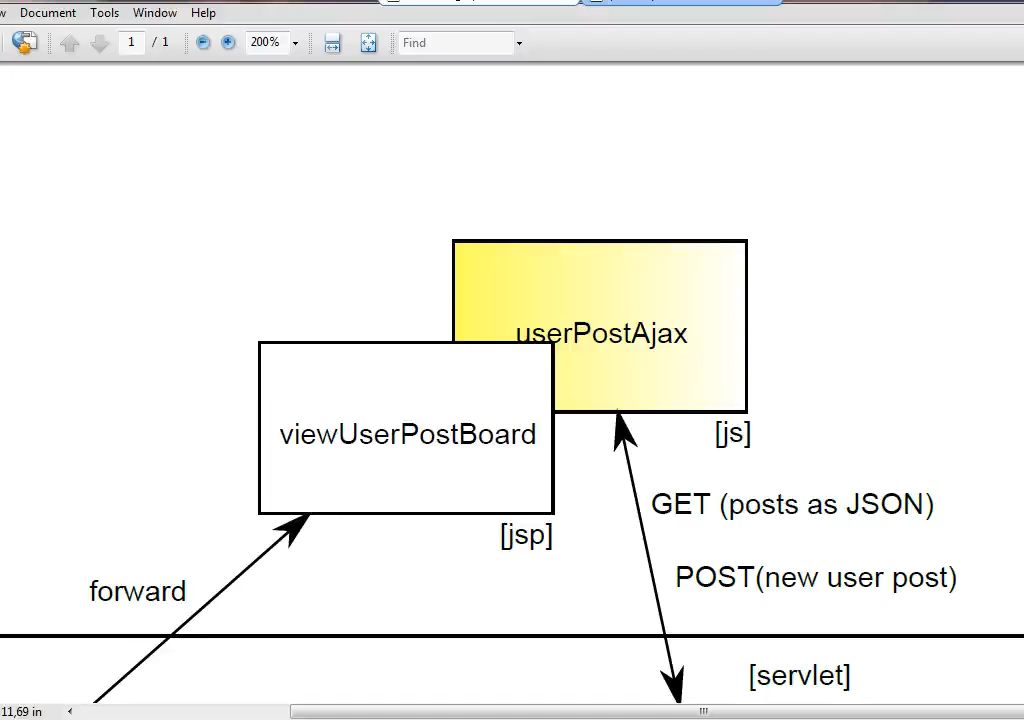 Document Tools Window Help
1 / 1 200% Find
userPostAjax
viewUserPostBoard
[js]
GET (posts as JSON)
[jsp]
POST(new user post)
forward
[servlet]
11,69 in